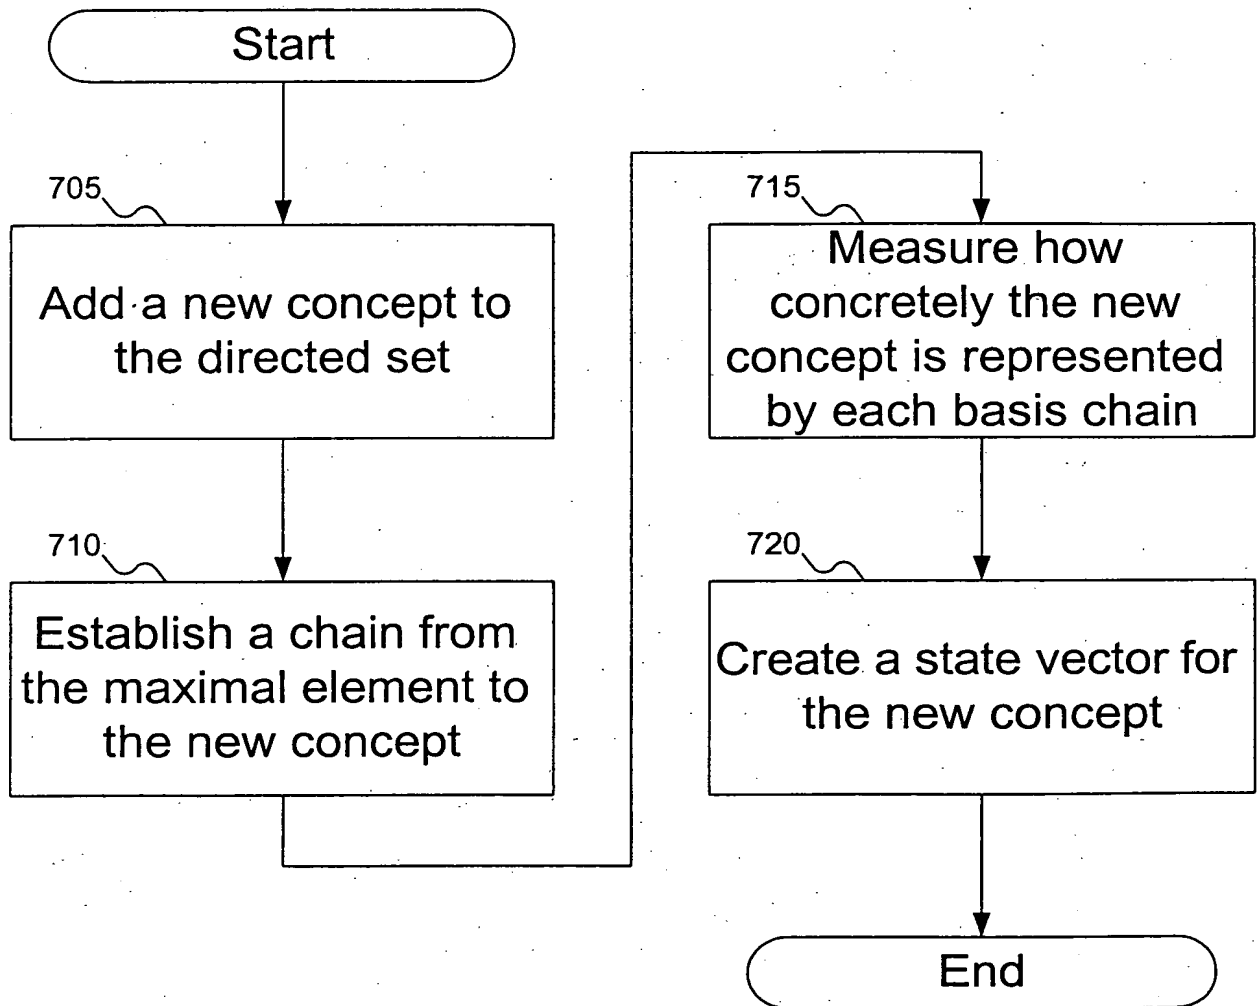 Start
705
Add a new concept to
the directed set
710
Establish a chain from
the maximal element to
the new concept
715
Measure how
concretely the new
concept is represented
by each basis chain
720
Create a state vector for
the new concept
End